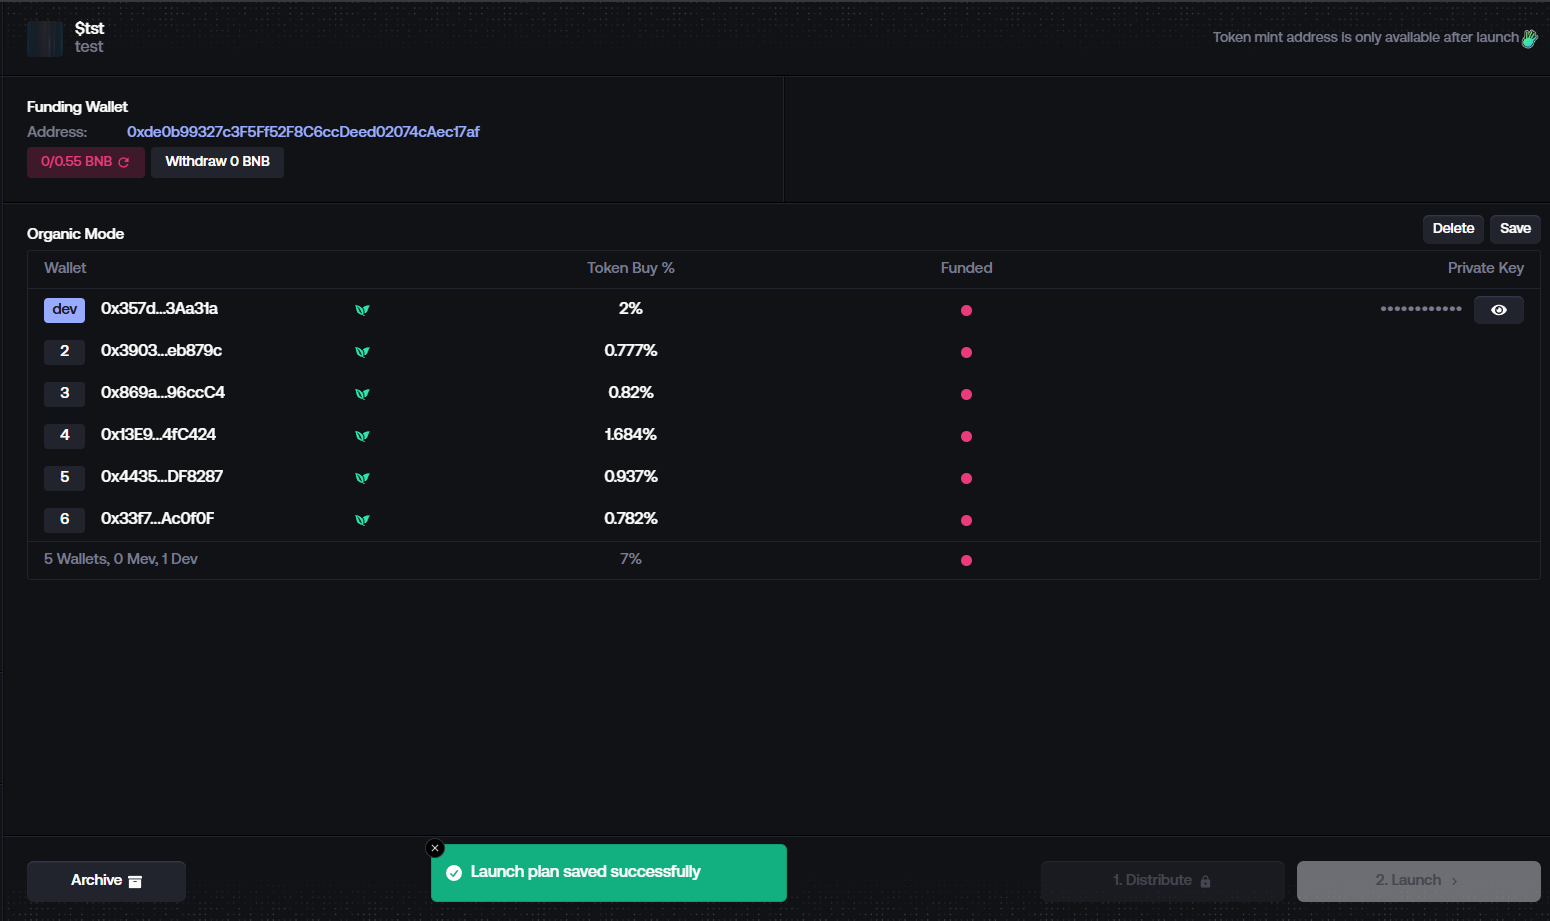 $tst
test
Token mint address is only available after launch
Funding Wallet
Address: 0xde0b99327c3F5Ff52F8C6ccDeed02074cAec17af
0/0.55 BNB Withdraw 0 BNB
Organic Mode Delete Save
Wallet Token Buy % Funded Private Key
dev 0x357d...3Aa31a 2% ••••••••••••
2 0x3903...eb879c 0.777%
3 0x869a...96ccC4 0.82%
4 0x13E9...4fC424 1.684%
5 0x4435...DF8287 0.937%
6 0x33f7...Ac0f0F 0.782%
5 Wallets, 0 Mev, 1 Dev 7%
Archive
Launch plan saved successfully
1. Distribute
2. Launch ›